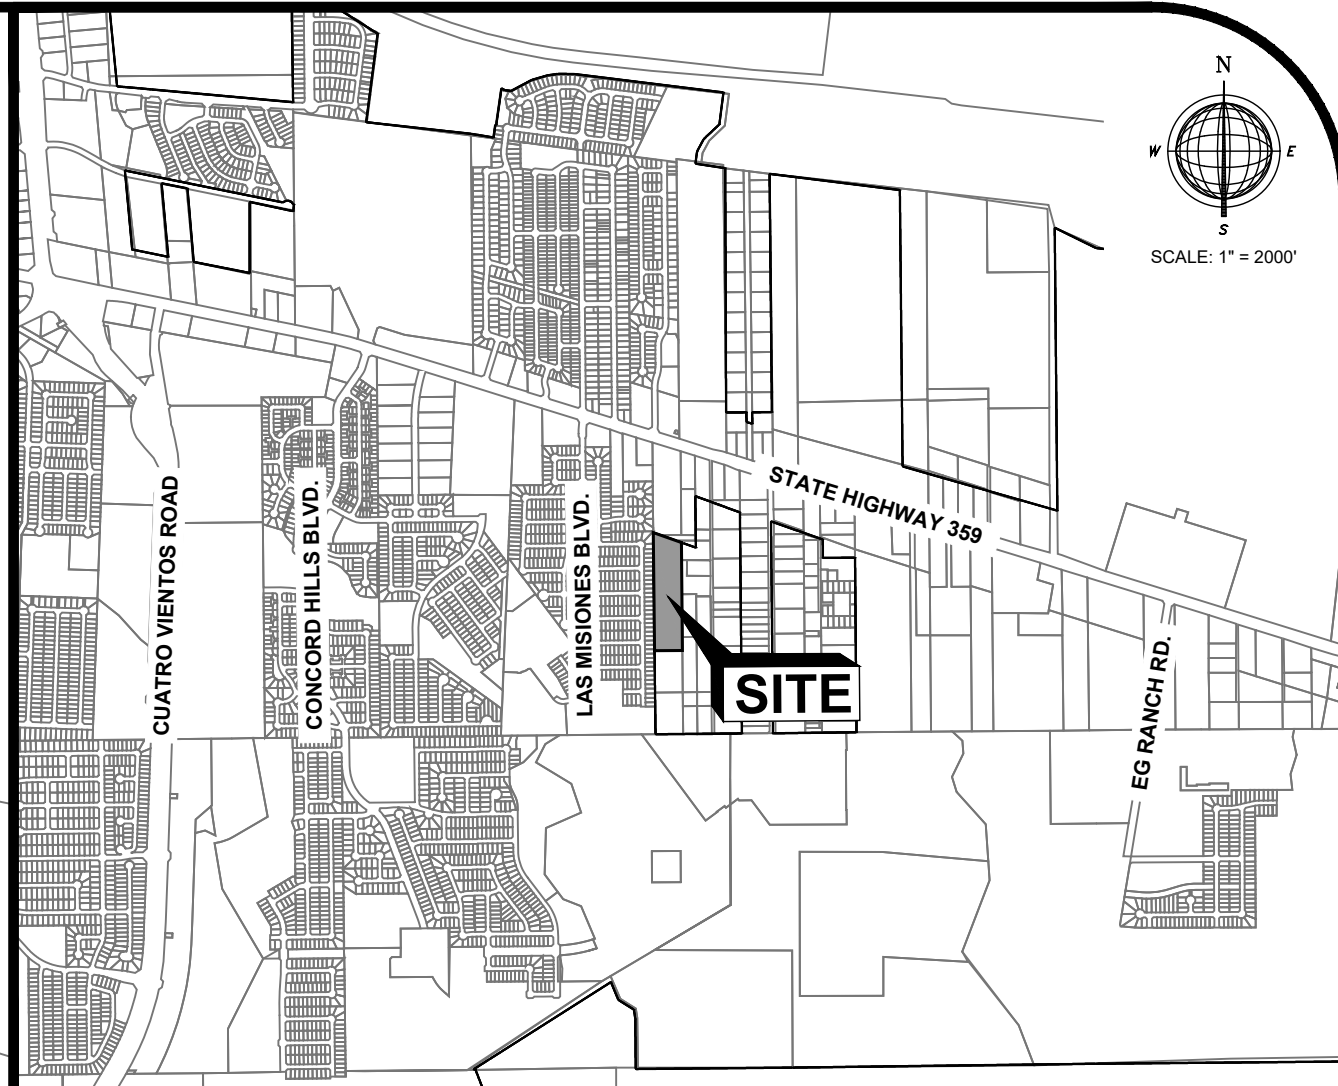 N
W
E
S
SCALE: 1" = 2000'
STATE HIGHWAY 359
CUATRO VIENTOS ROAD
CONCORD HILLS BLVD.
LAS MISIONES BLVD.
SITE
EG RANCH RD.